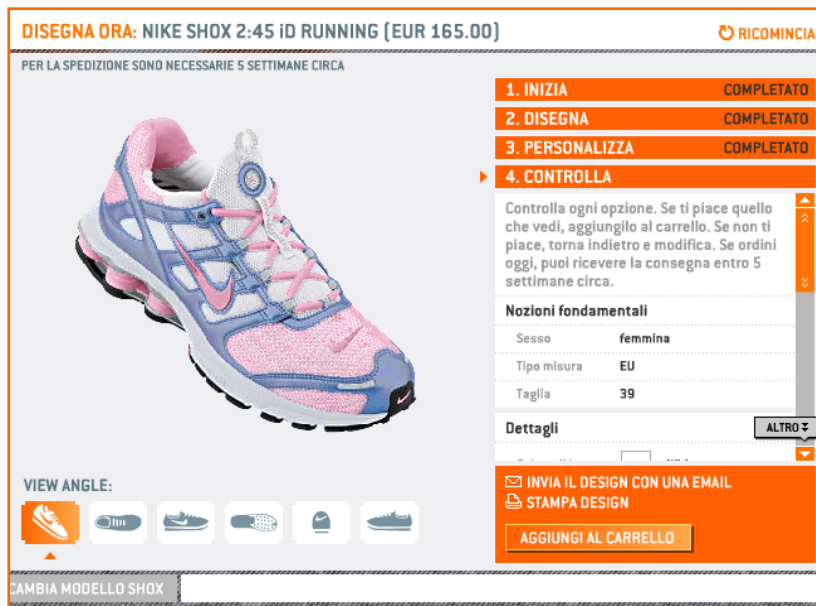 DISEGNA ORA: NIKE SHOX 2:45 iD RUNNING (EUR 165.00)
RICOMINCIA
PER LA SPEDIZIONE SONO NECESSARIE 5 SETTIMANE CIRCA
1. INIZIA COMPLETATO
2. DISEGNA COMPLETATO
3. PERSONALIZZA COMPLETATO
4. CONTROLLA
Controlla ogni opzione. Se ti piace quello
che vedi, aggiungilo al carrello. Se non ti
piace, torna indietro e modifica. Se ordini
oggi, puoi ricevere la consegna entro 5
settimane circa.
Nozioni fondamentali
Sesso femmina
Tipo misura EU
Taglia 39
Dettagli
ALTRO
VIEW ANGLE:
INVIA IL DESIGN CON UNA EMAIL
STAMPA DESIGN
AGGIUNGI AL CARRELLO
CAMBIA MODELLO SHOX